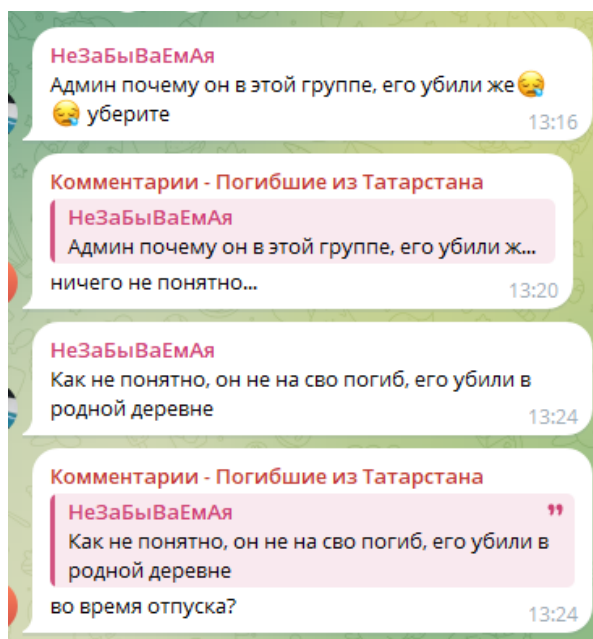 НеЗаБыВаЕмАя
Админ почему он в этой группе, его убили же😪
😪 уберите
13:16
Комментарии - Погибшие из Татарстана
НеЗаБыВаЕмАя
Админ почему он в этой группе, его убили ж...
ничего не понятно...
13:20
НеЗаБыВаЕмАя
Как не понятно, он не на сво погиб, его убили в
родной деревне
13:24
Комментарии - Погибшие из Татарстана
НеЗаБыВаЕмАя
Как не понятно, он не на сво погиб, его убили в
родной деревне
во время отпуска?
13:24